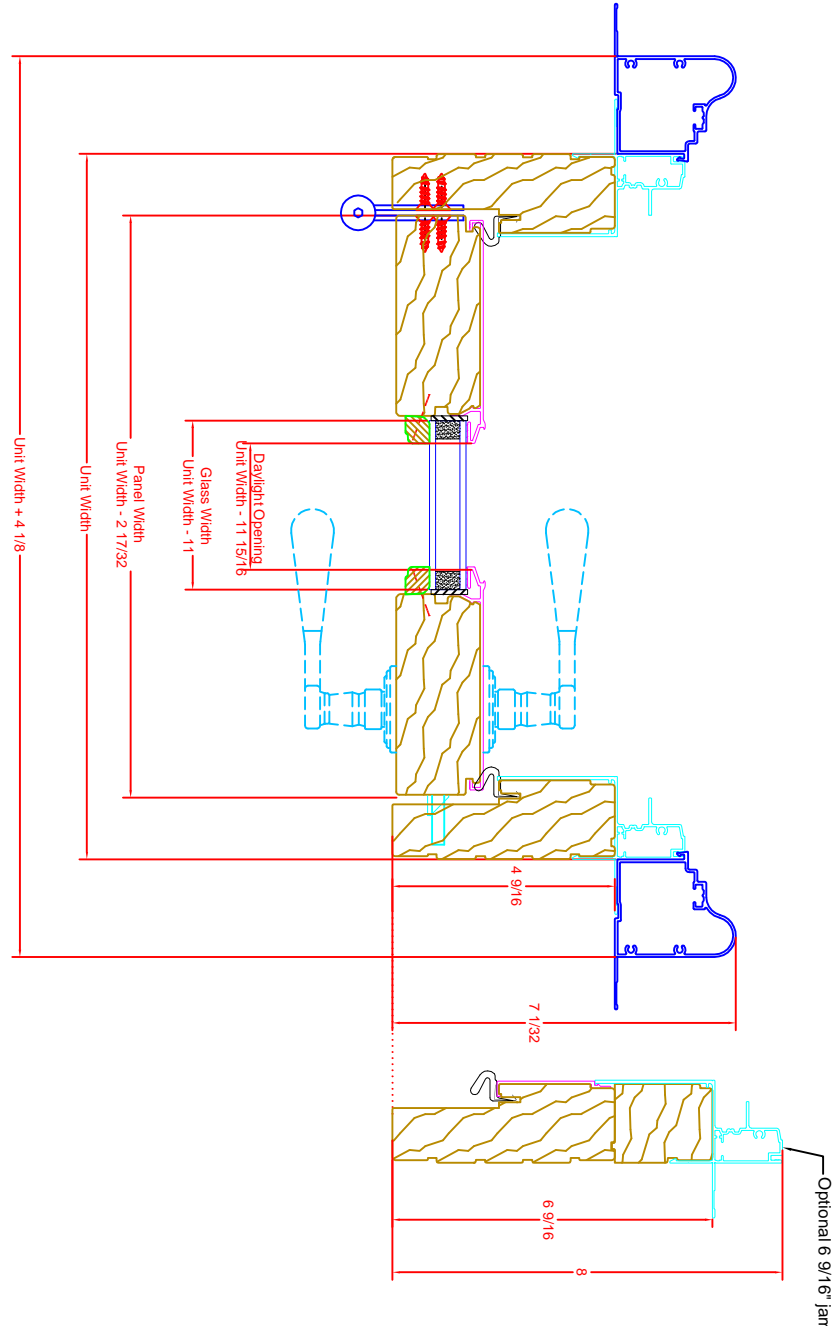 Optional 6 9/16" jam
8
6 9/16
7 1/32
4 9/16
Daylight Opening
Unit Width - 11 15/16
Glass Width
Unit Width - 11
Panel Width
Unit Width - 2 17/32
Unit Width
Unit Width + 4 1/8